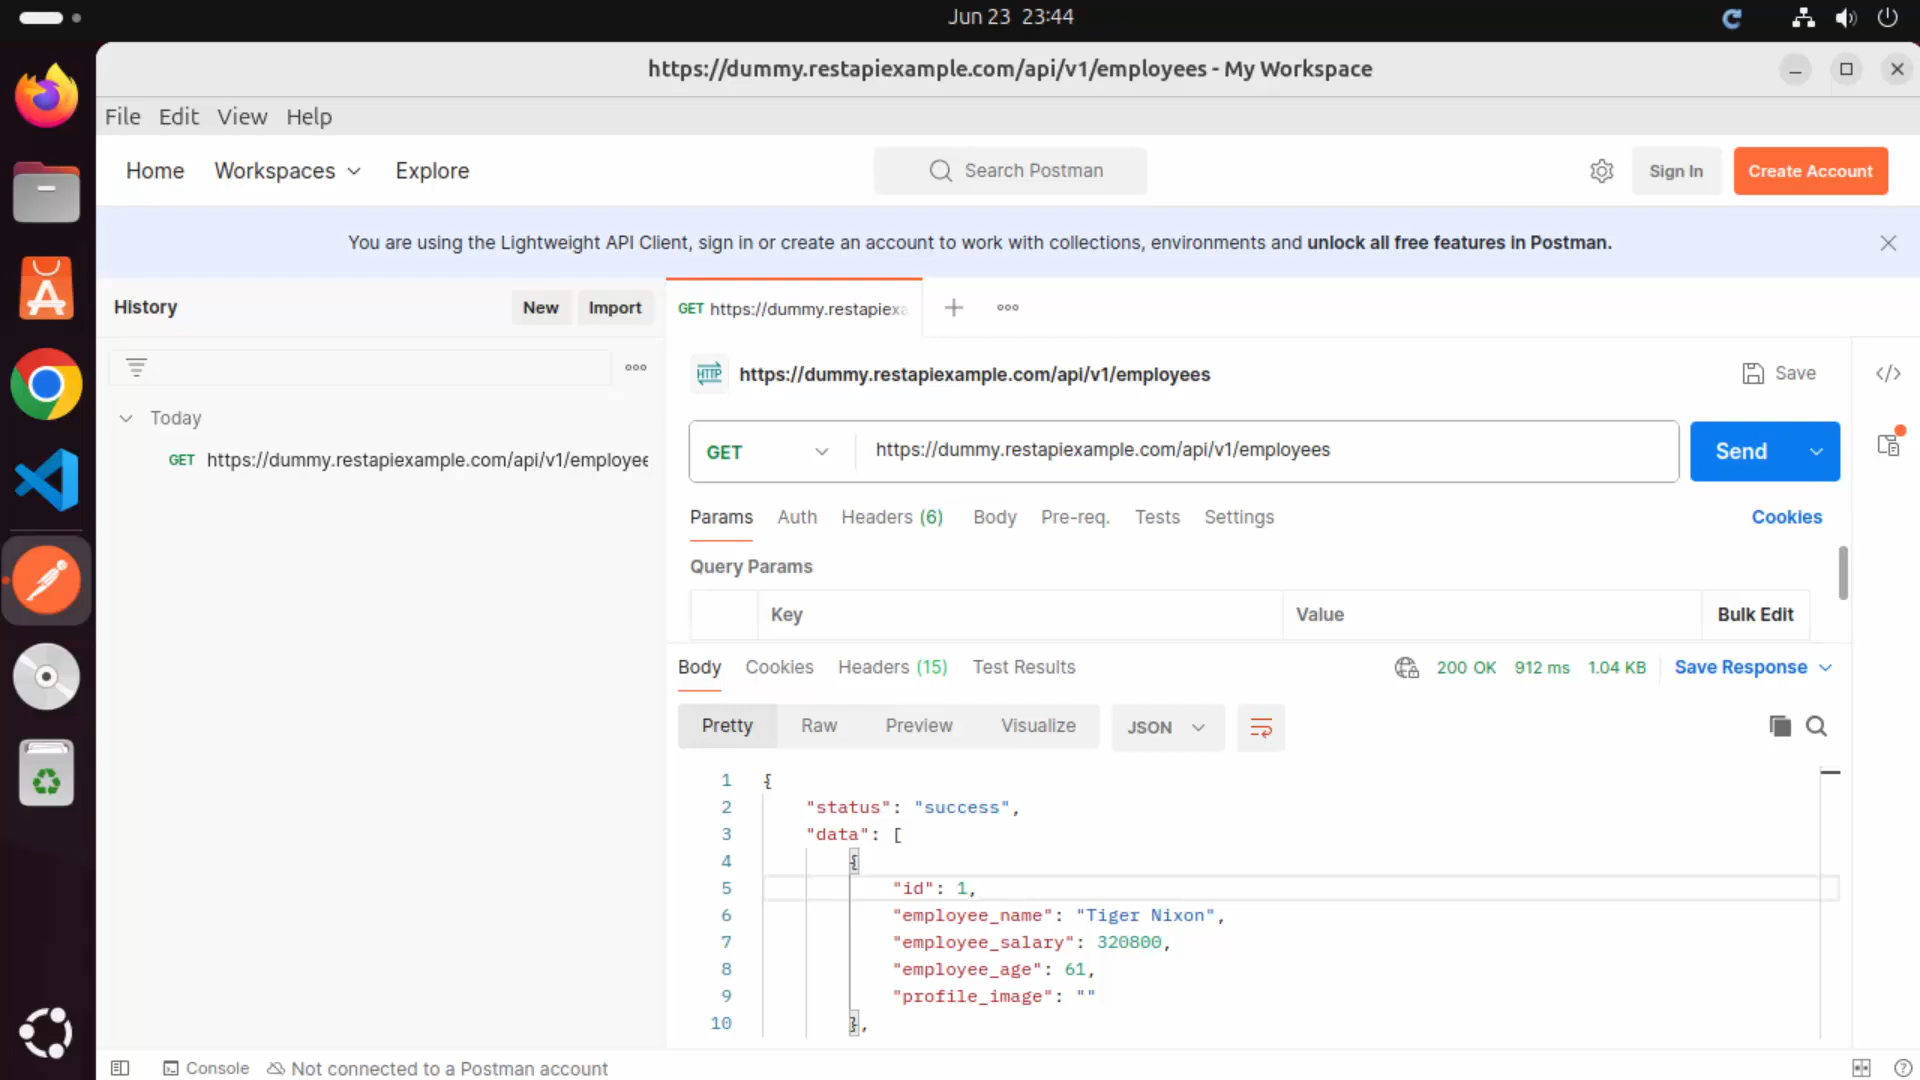 Jun 23 23:44
https://dummy.restapiexample.com/api/v1/employees - My Workspace
File Edit View Help
Home Workspaces Explore
Search Postman
Sign In
Create Account
You are using the Lightweight API Client, sign in or create an account to work with collections, environments and unlock all free features in Postman.
History
New
Import
Today
GET https://dummy.restapiexample.com/api/v1/employee
GET https://dummy.restapiexa
HTTP https://dummy.restapiexample.com/api/v1/employees
Save
GET
https://dummy.restapiexample.com/api/v1/employees
Send
Params Auth Headers (6) Body Pre-req. Tests Settings Cookies
Query Params
Key Value Bulk Edit
Body Cookies Headers (15) Test Results 200 OK 912 ms 1.04 KB Save Response
Pretty Raw Preview Visualize JSON
1 {
2 "status": "success",
3 "data": [
4 {
5 "id": 1,
6 "employee_name": "Tiger Nixon",
7 "employee_salary": 320800,
8 "employee_age": 61,
9 "profile_image": ""
10 },
Console Not connected to a Postman account